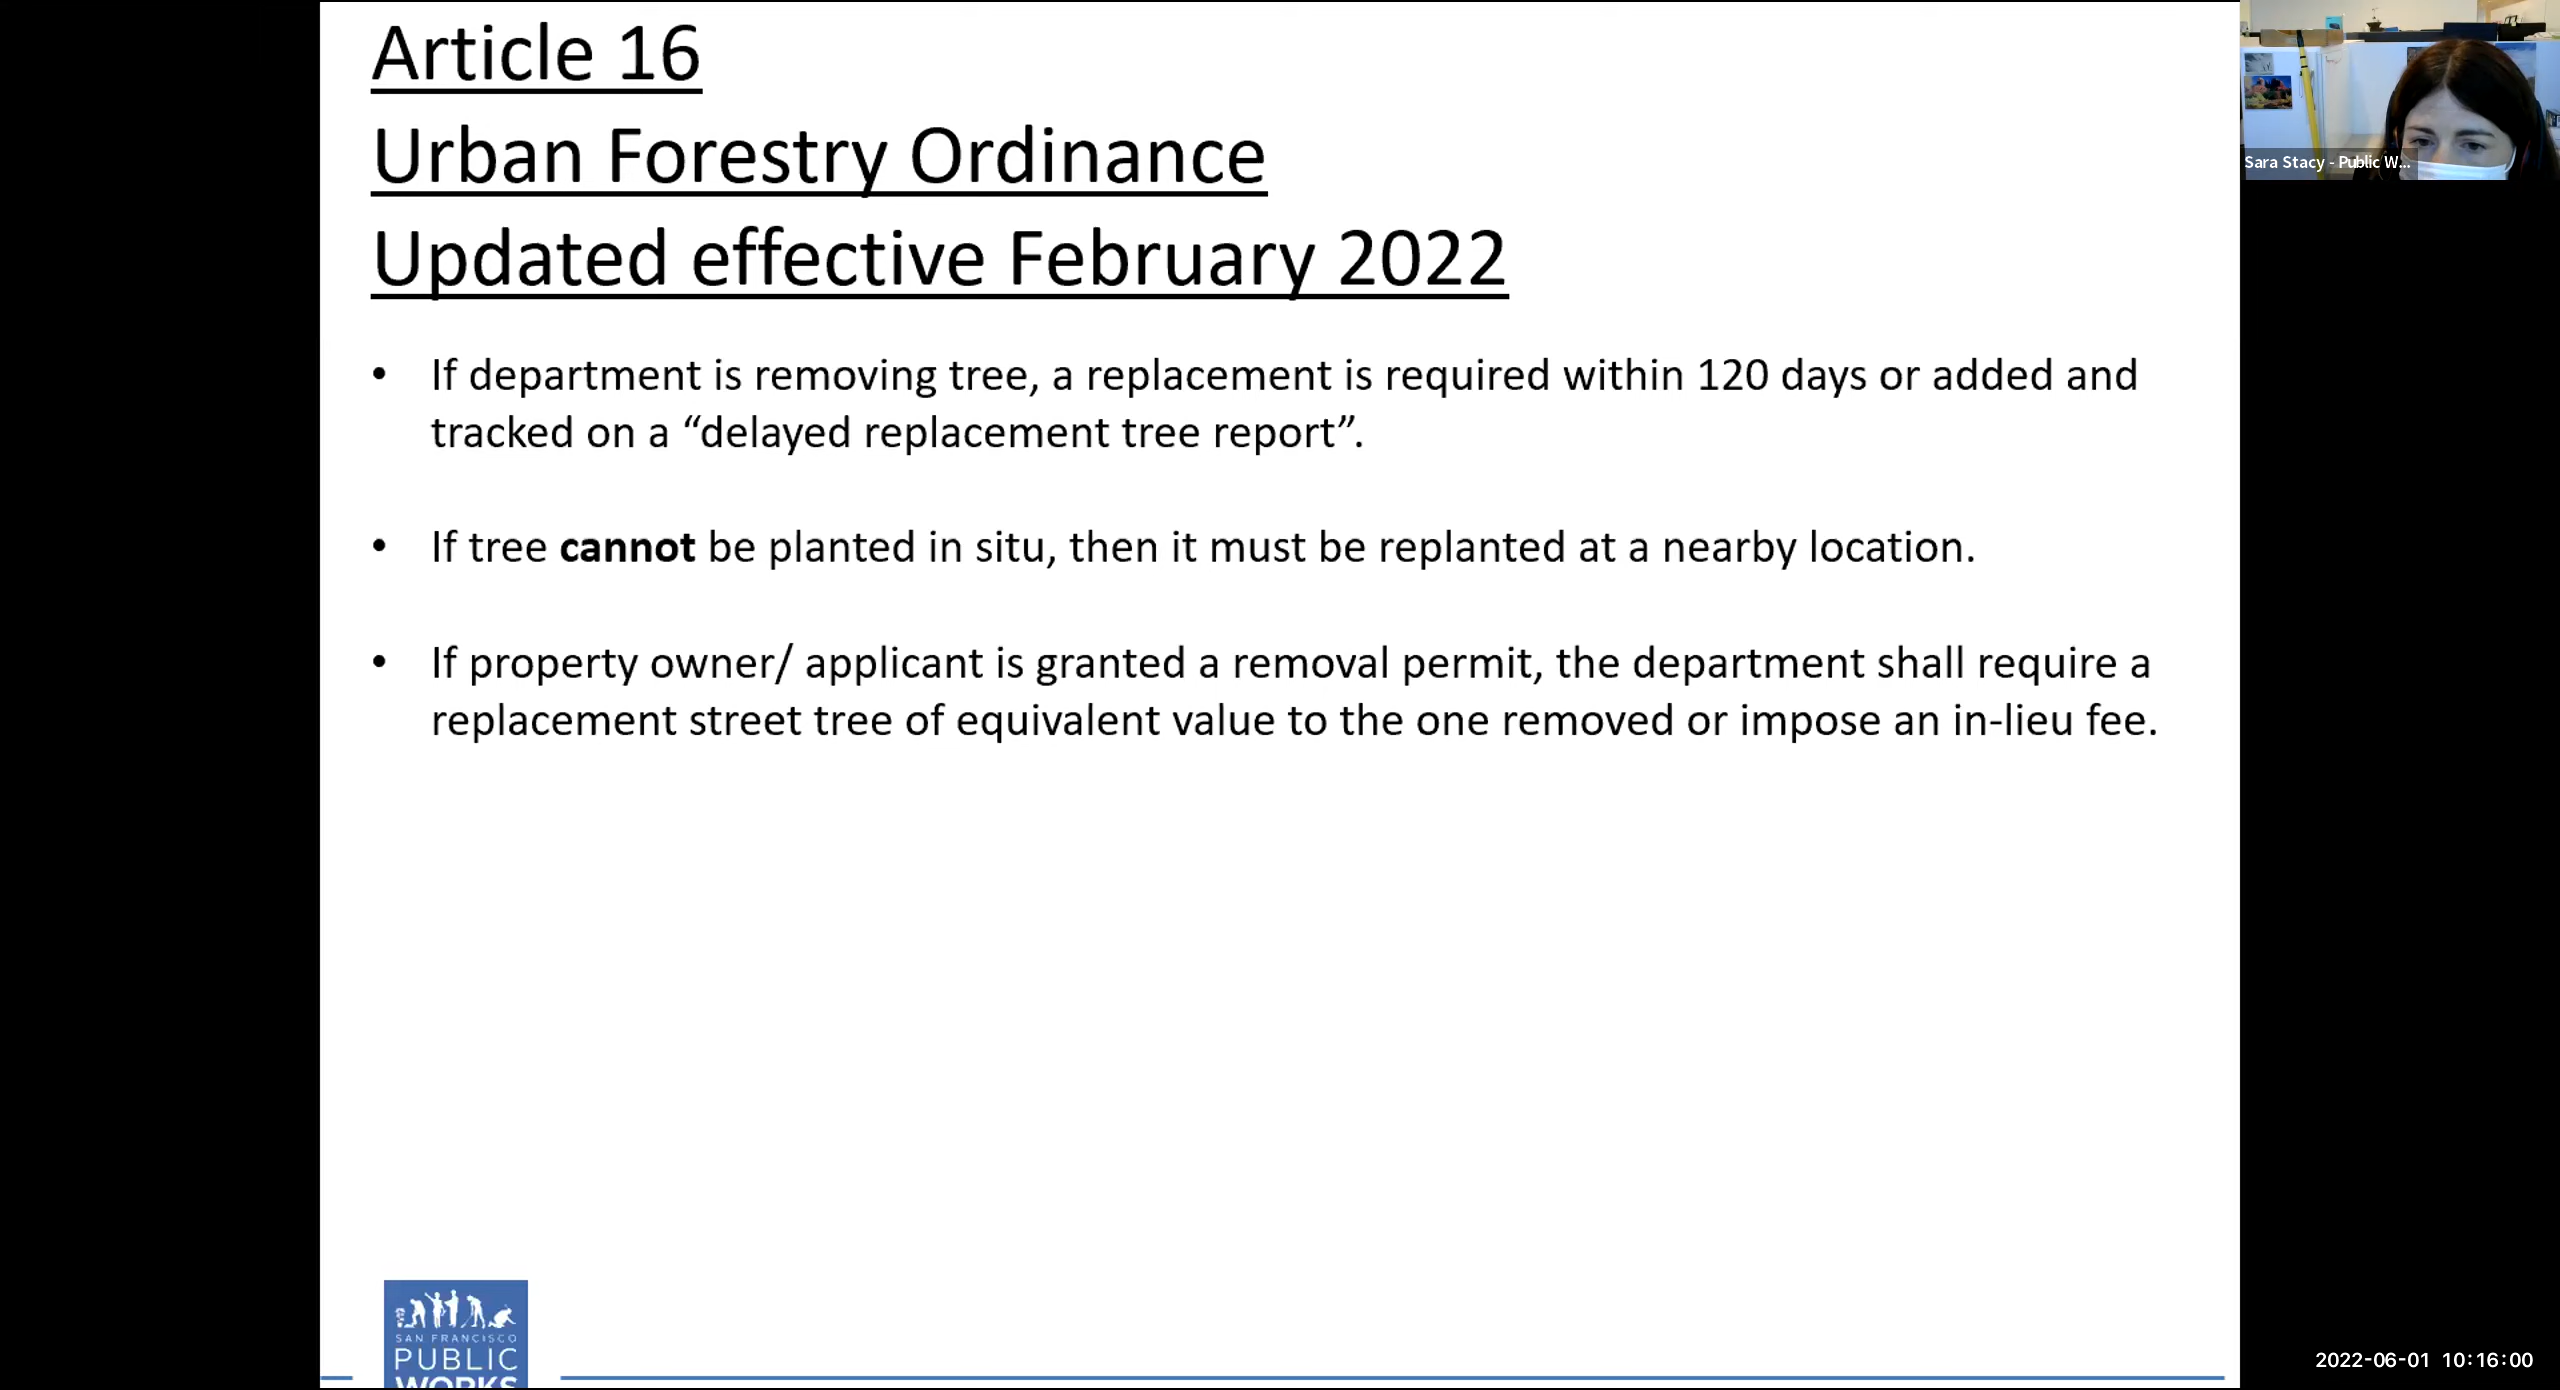 Article 16
Urban Forestry Ordinance
Updated effective February 2022
• If department is removing tree, a replacement is required within 120 days or added and
tracked on a “delayed replacement tree report”.
• If tree cannot be planted in situ, then it must be replanted at a nearby location.
• If property owner/ applicant is granted a removal permit, the department shall require a
replacement street tree of equivalent value to the one removed or impose an in-lieu fee.
SAN FRANCISCO
PUBLIC
WORKS
Sara Stacy - Public W...
2022-06-01 10:16:00